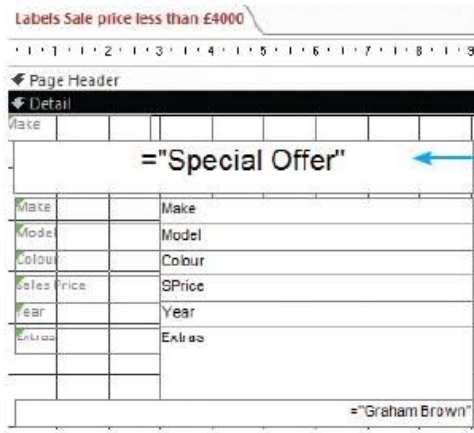 Labels Sale price less than £4000
1 2 3 4 5 6 7 8 9
Page Header
Detail
Make
="Special Offer"
Make Make
Model Model
Colour Colour
Sales Price SPrice
Year Year
Extras Extras
="Graham Brown"